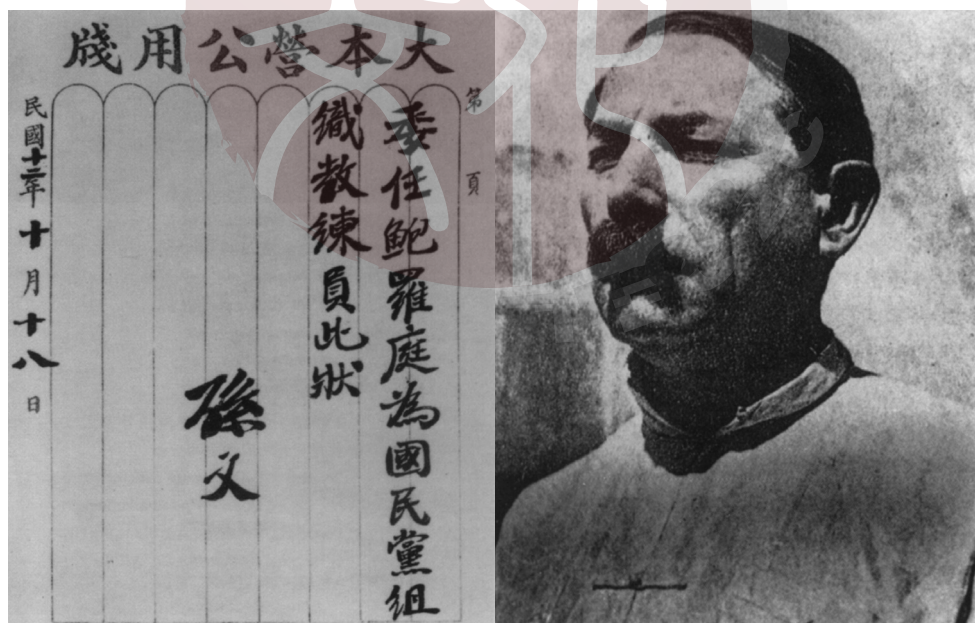 大本營公用牋
第　頁
委任鮑羅庭為國民黨組
織教練員此狀
孫文
民國十二年十月十八日